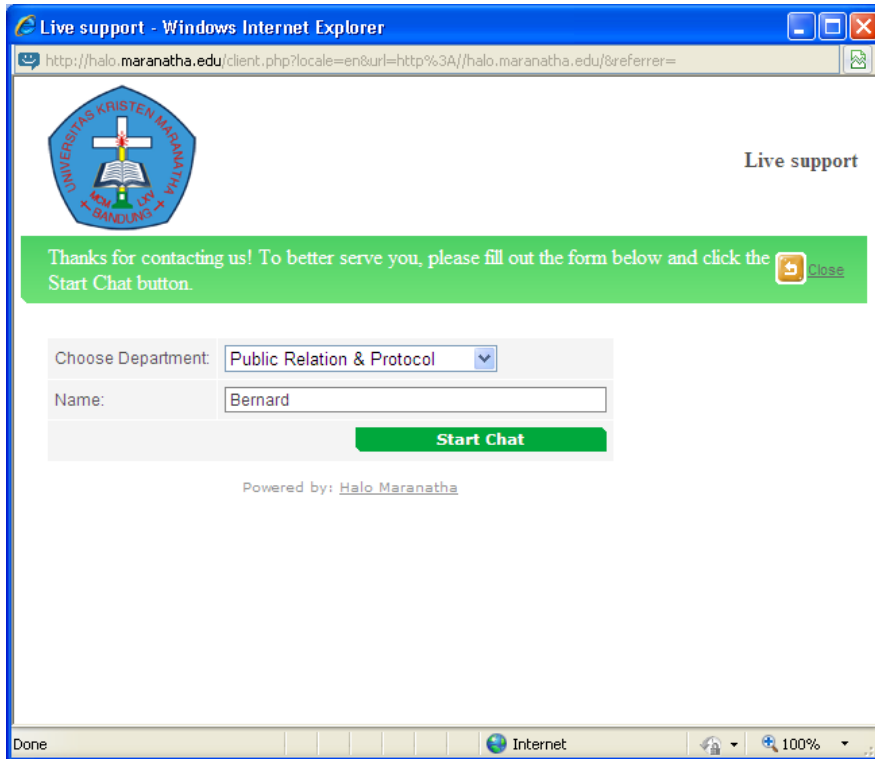 Live support - Windows Internet Explorer
http://halo.maranatha.edu/client.php?locale=en&url=http%3A//halo.maranatha.edu/&referrer=
UNIVERSITAS KRISTEN MARANATHA
MCM LXV
BANDUNG
Live support
Thanks for contacting us! To better serve you, please fill out the form below and click the
Start Chat button.
Close
Choose Department: Public Relation & Protocol
Name: Bernard
Start Chat
Powered by: Halo Maranatha
Done Internet 100%